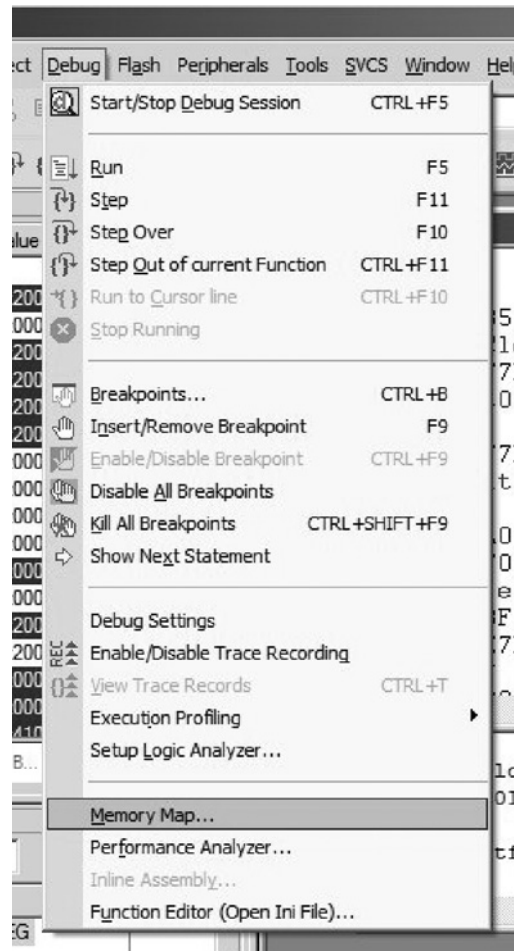 Debug Flash Peripherals Tools SVCS Window
Start/Stop Debug Session CTRL+F5
Run F5
Step F11
Step Over F10
Step Out of current Function CTRL+F11
Run to Cursor line CTRL+F10
Stop Running
Breakpoints... CTRL+B
Insert/Remove Breakpoint F9
Enable/Disable Breakpoint CTRL+F9
Disable All Breakpoints
Kill All Breakpoints CTRL+SHIFT+F9
Show Next Statement
Debug Settings
REC Enable/Disable Trace Recording
View Trace Records CTRL+T
Execution Profiling
Setup Logic Analyzer...
Memory Map...
Performance Analyzer...
Inline Assembly...
Function Editor (Open Ini File)...